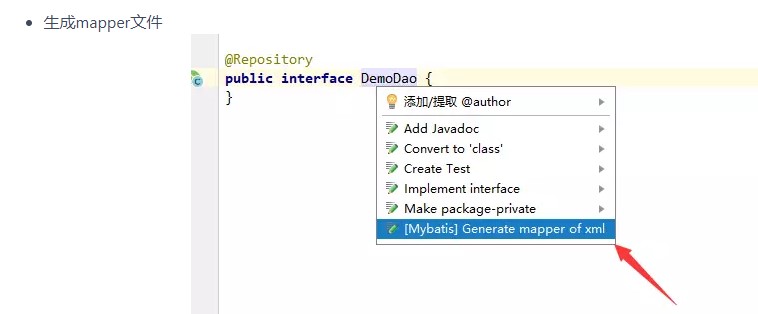 生成mapper文件
@Repository
public interface DemoDao {
}
添加/提取 @author
Add Javadoc
Convert to 'class'
Create Test
Implement interface
Make package-private
[Mybatis] Generate mapper of xml